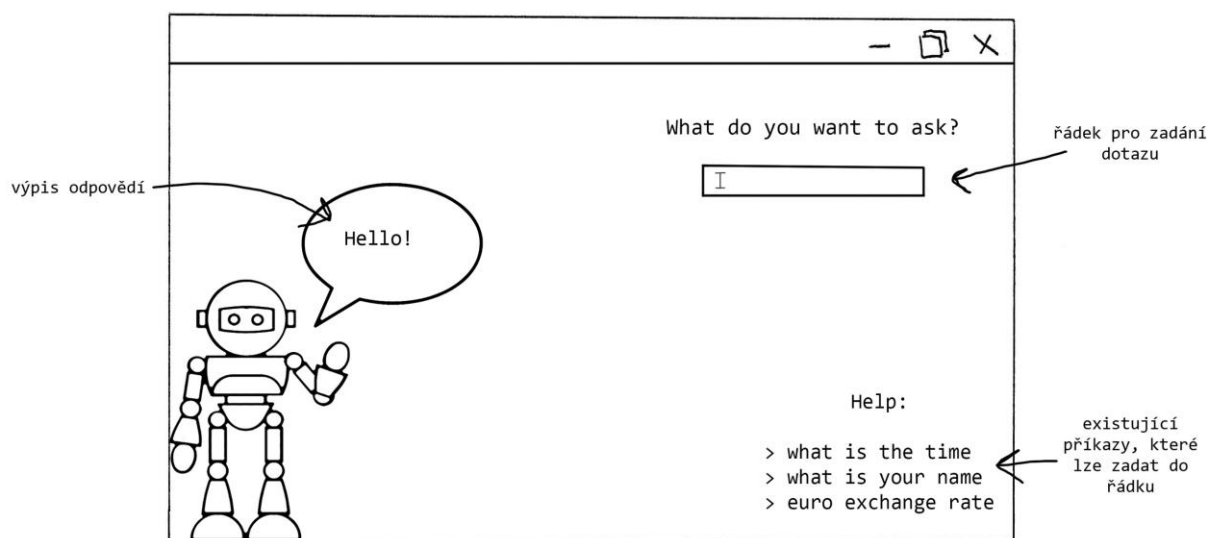 What do you want to ask?
řádek pro zadání
dotazu
výpis odpovědí
Hello!
Help:
> what is the time
> what is your name
> euro exchange rate
existující
příkazy, které
lze zadat do
řádku